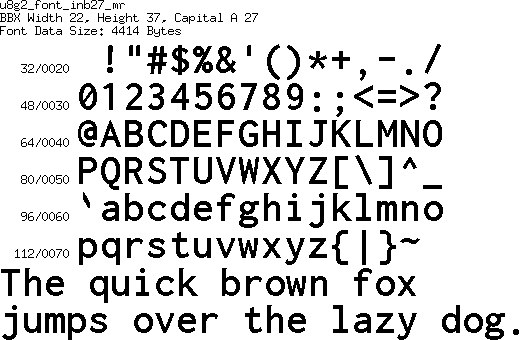 u8g2_font_inb27_mr
BBX Width 22, Height 37, Capital A 27
Font Data Size: 4414 Bytes
32/0020 !"#$%&'()*+,-./
48/0030 0123456789:;<=>?
64/0040 @ABCDEFGHIJKLMNO
80/0050 PQRSTUVWXYZ[\]^_
96/0060 `abcdefghijklmno
112/0070 pqrstuvwxyz{|}~
The quick brown fox
jumps over the lazy dog.